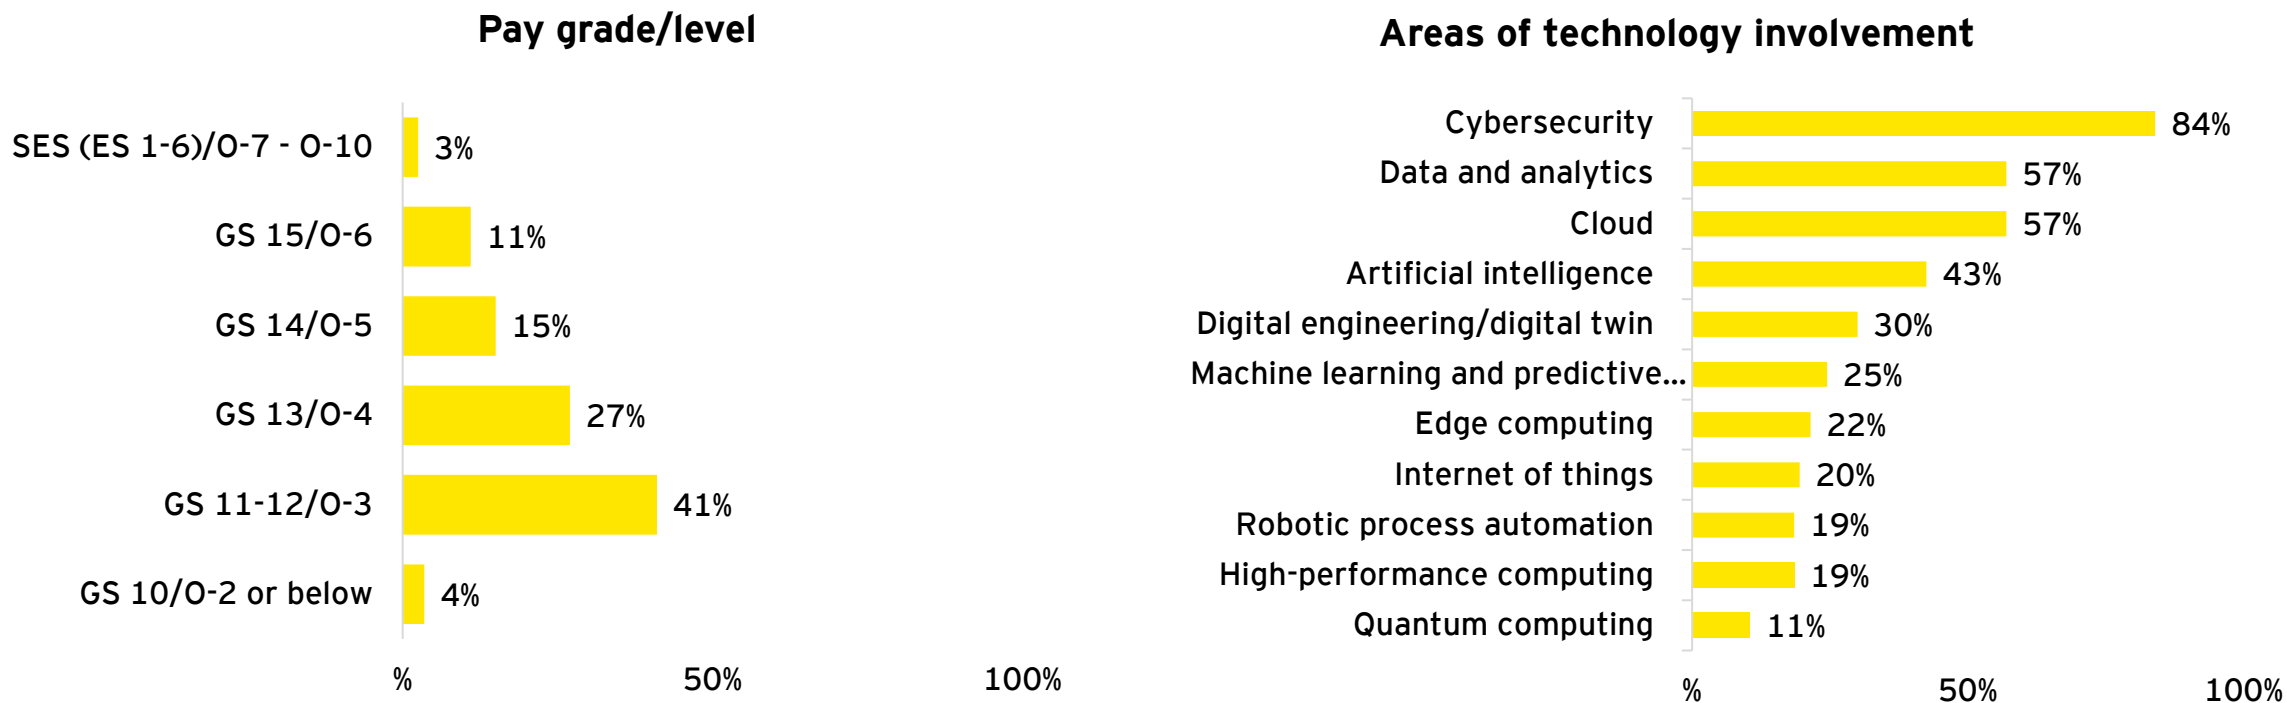 Pay grade/level
SES (ES 1-6)/O-7 - O-10 3%
GS 15/O-6 11%
GS 14/O-5 15%
GS 13/O-4 27%
GS 11-12/O-3 41%
GS 10/O-2 or below 4%
% 50% 100%
Areas of technology involvement
Cybersecurity 84%
Data and analytics 57%
Cloud 57%
Artificial intelligence 43%
Digital engineering/digital twin 30%
Machine learning and predictive... 25%
Edge computing 22%
Internet of things 20%
Robotic process automation 19%
High-performance computing 19%
Quantum computing 11%
% 50% 100%